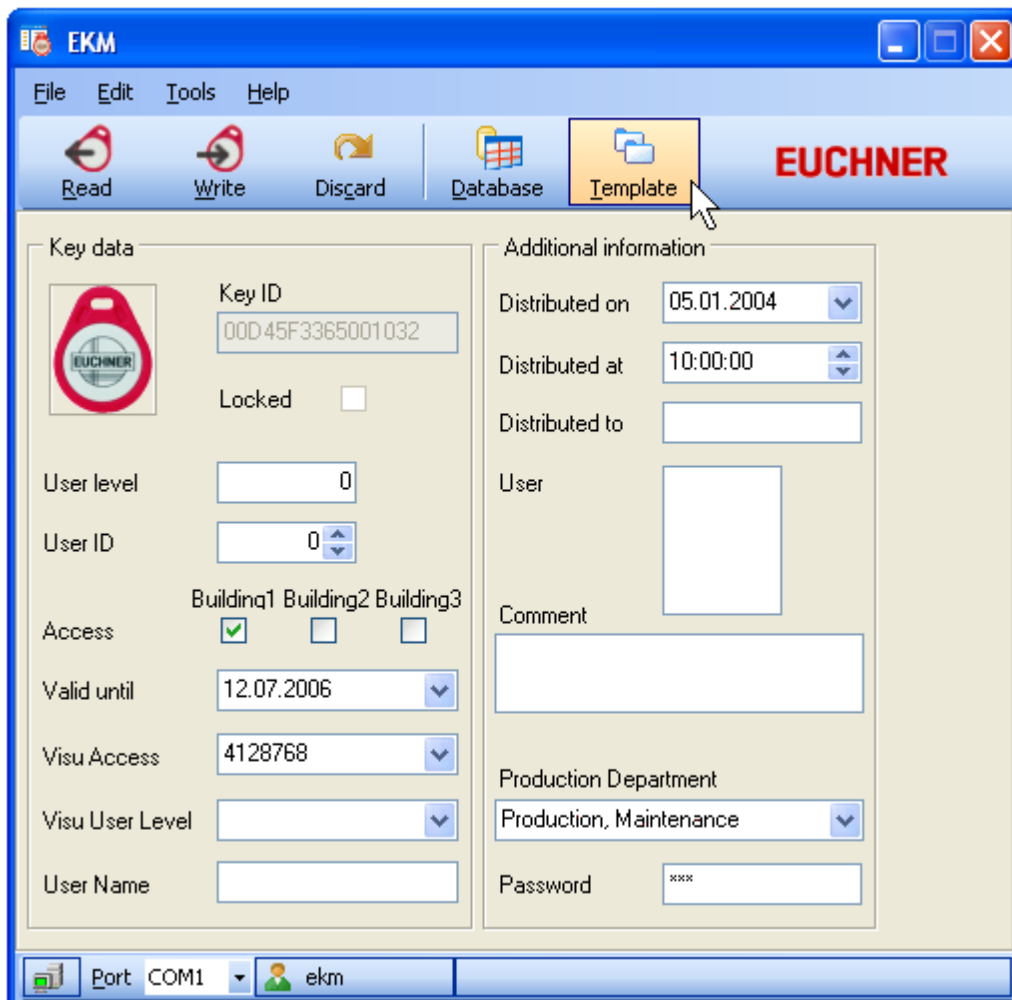 EKM
File Edit Tools Help
Read Write Discard Database Template EUCHNER
Key data
EUCHNER
Key ID
00D45F3365001032
Locked
User level 0
User ID 0
Building1 Building2 Building3
Access
Valid until 12.07.2006
Visu Access 4128768
Visu User Level
User Name
Additional information
Distributed on 05.01.2004
Distributed at 10:00:00
Distributed to
User
Comment
Production Department
Production, Maintenance
Password ***
Port COM1 ekm